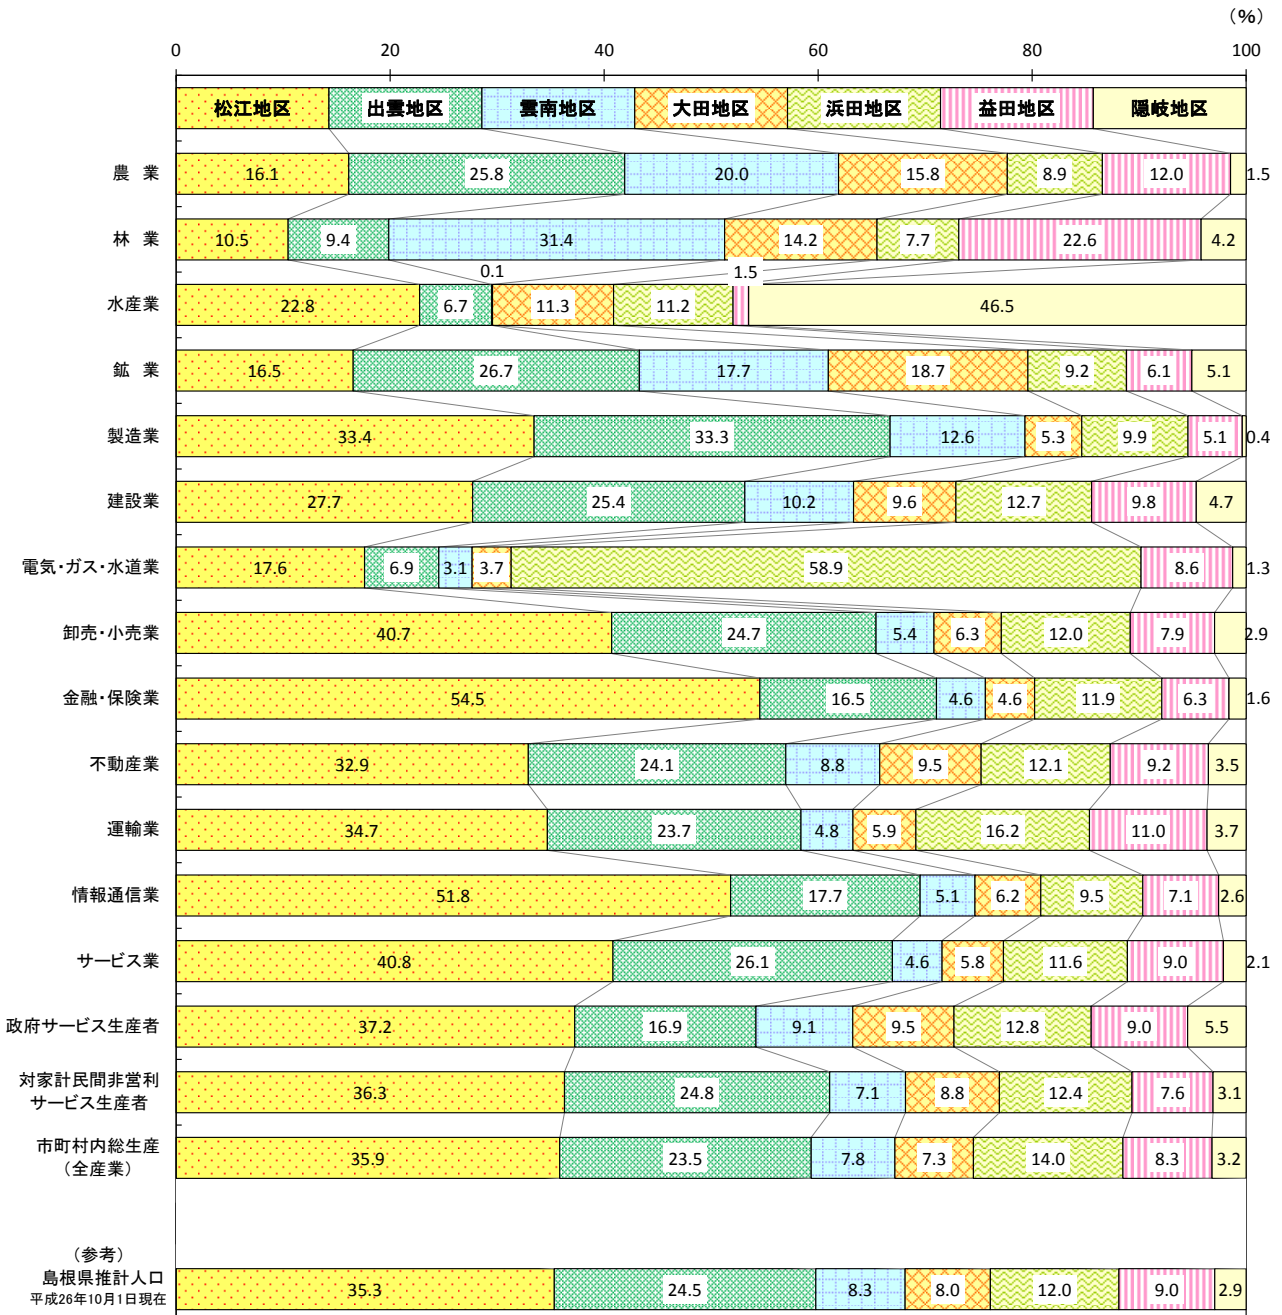 (%)
0 20 40 60 80 100
松江地区 出雲地区 雲南地区 大田地区 浜田地区 益田地区 隠岐地区
農 業 16.1 25.8 20.0 15.8 8.9 12.0 1.5
林 業 10.5 9.4 31.4 14.2 7.7 22.6 4.2
0.1 1.5
水産業 22.8 6.7 11.3 11.2 46.5
鉱 業 16.5 26.7 17.7 18.7 9.2 6.1 5.1
製造業 33.4 33.3 12.6 5.3 9.9 5.1 0.4
建設業 27.7 25.4 10.2 9.6 12.7 9.8 4.7
電気・ガス・水道業 17.6 6.9 3.1 3.7 58.9 8.6 1.3
卸売・小売業 40.7 24.7 5.4 6.3 12.0 7.9 2.9
金融・保険業 54.5 16.5 4.6 4.6 11.9 6.3 1.6
不動産業 32.9 24.1 8.8 9.5 12.1 9.2 3.5
運輸業 34.7 23.7 4.8 5.9 16.2 11.0 3.7
情報通信業 51.8 17.7 5.1 6.2 9.5 7.1 2.6
サービス業 40.8 26.1 4.6 5.8 11.6 9.0 2.1
政府サービス生産者 37.2 16.9 9.1 9.5 12.8 9.0 5.5
対家計民間非営利
サービス生産者 36.3 24.8 7.1 8.8 12.4 7.6 3.1
市町村内総生産
(全産業) 35.9 23.5 7.8 7.3 14.0 8.3 3.2
(参考)
島根県推計人口
平成26年10月1日現在 35.3 24.5 8.3 8.0 12.0 9.0 2.9